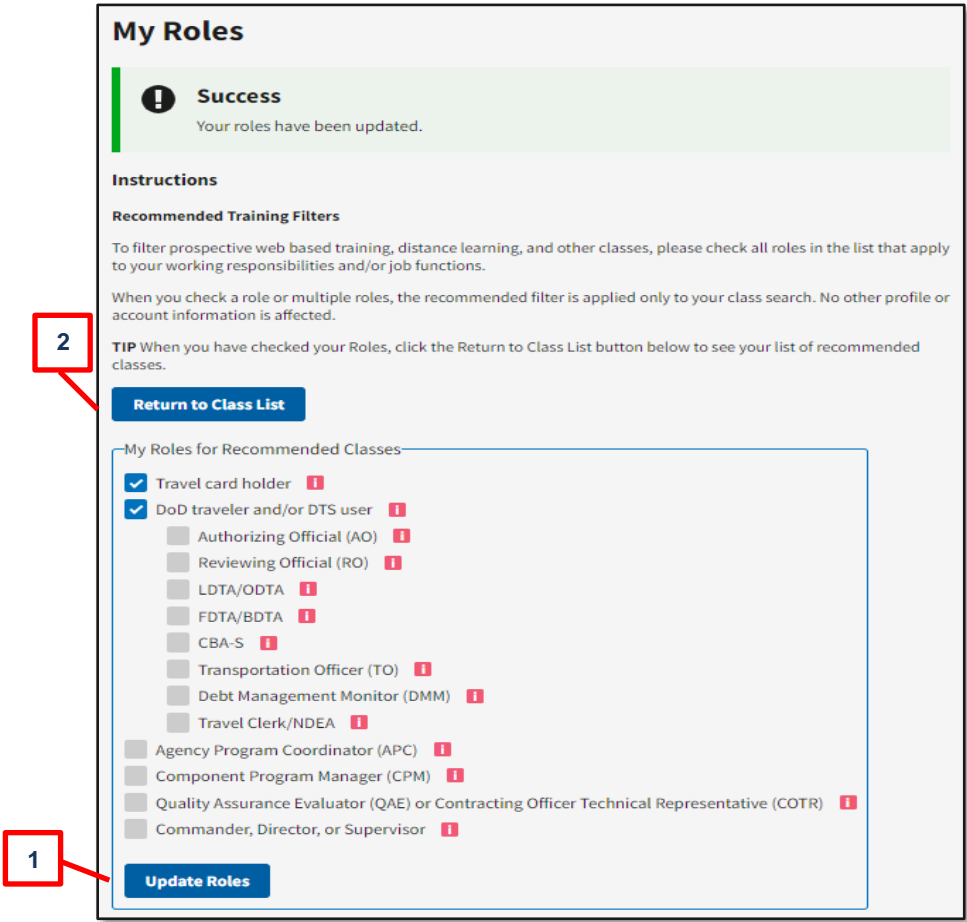 My Roles
Success
Your roles have been updated.
Instructions
Recommended Training Filters
To filter prospective web based training, distance learning, and other classes, please check all roles in the list that apply
to your working responsibilities and/or job functions.
When you check a role or multiple roles, the recommended filter is applied only to your class search. No other profile or
account information is affected.
2
TIP When you have checked your Roles, click the Return to Class List button below to see your list of recommended
classes.
Return to Class List
My Roles for Recommended Classes
Travel card holder i
DoD traveler and/or DTS user i
Authorizing Official (AO) i
Reviewing Official (RO) i
LDTA/ODTA i
FDTA/BDTA i
CBA-S i
Transportation Officer (TO) i
Debt Management Monitor (DMM) i
Travel Clerk/NDEA i
Agency Program Coordinator (APC) i
Component Program Manager (CPM) i
Quality Assurance Evaluator (QAE) or Contracting Officer Technical Representative (COTR) i
Commander, Director, or Supervisor i
1
Update Roles